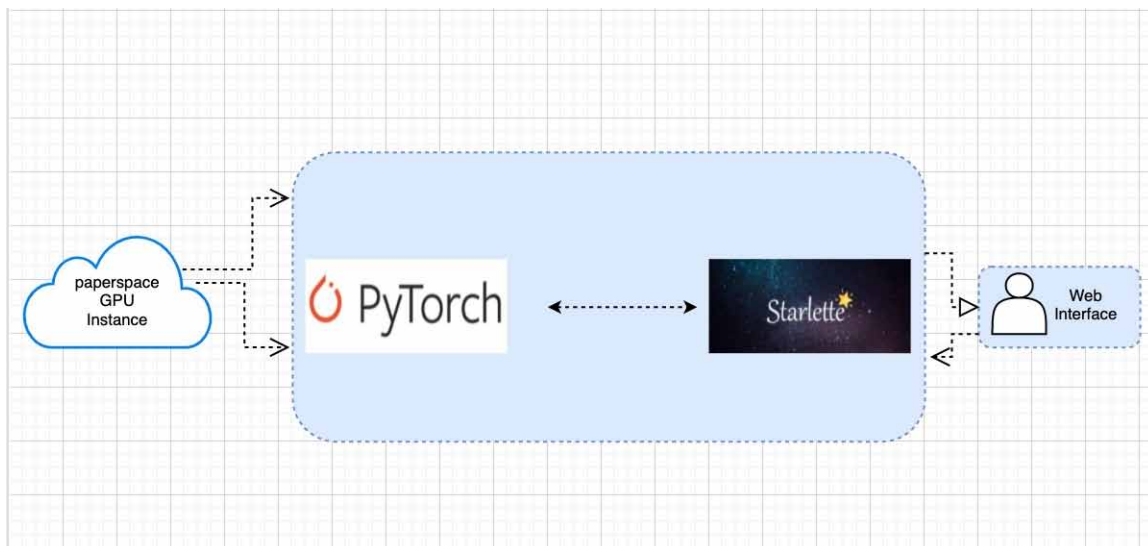 paperspace
GPU
Instance
PyTorch
Starlette
Web
Interface